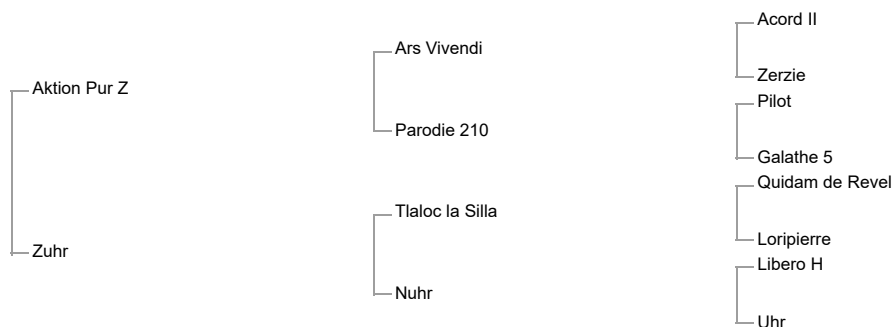 Acord II
Ars Vivendi
Zerzie
Aktion Pur Z
Pilot
Parodie 210
Galathe 5
Quidam de Revel
Tlaloc la Silla
Loripierre
Zuhr
Libero H
Nuhr
Uhr